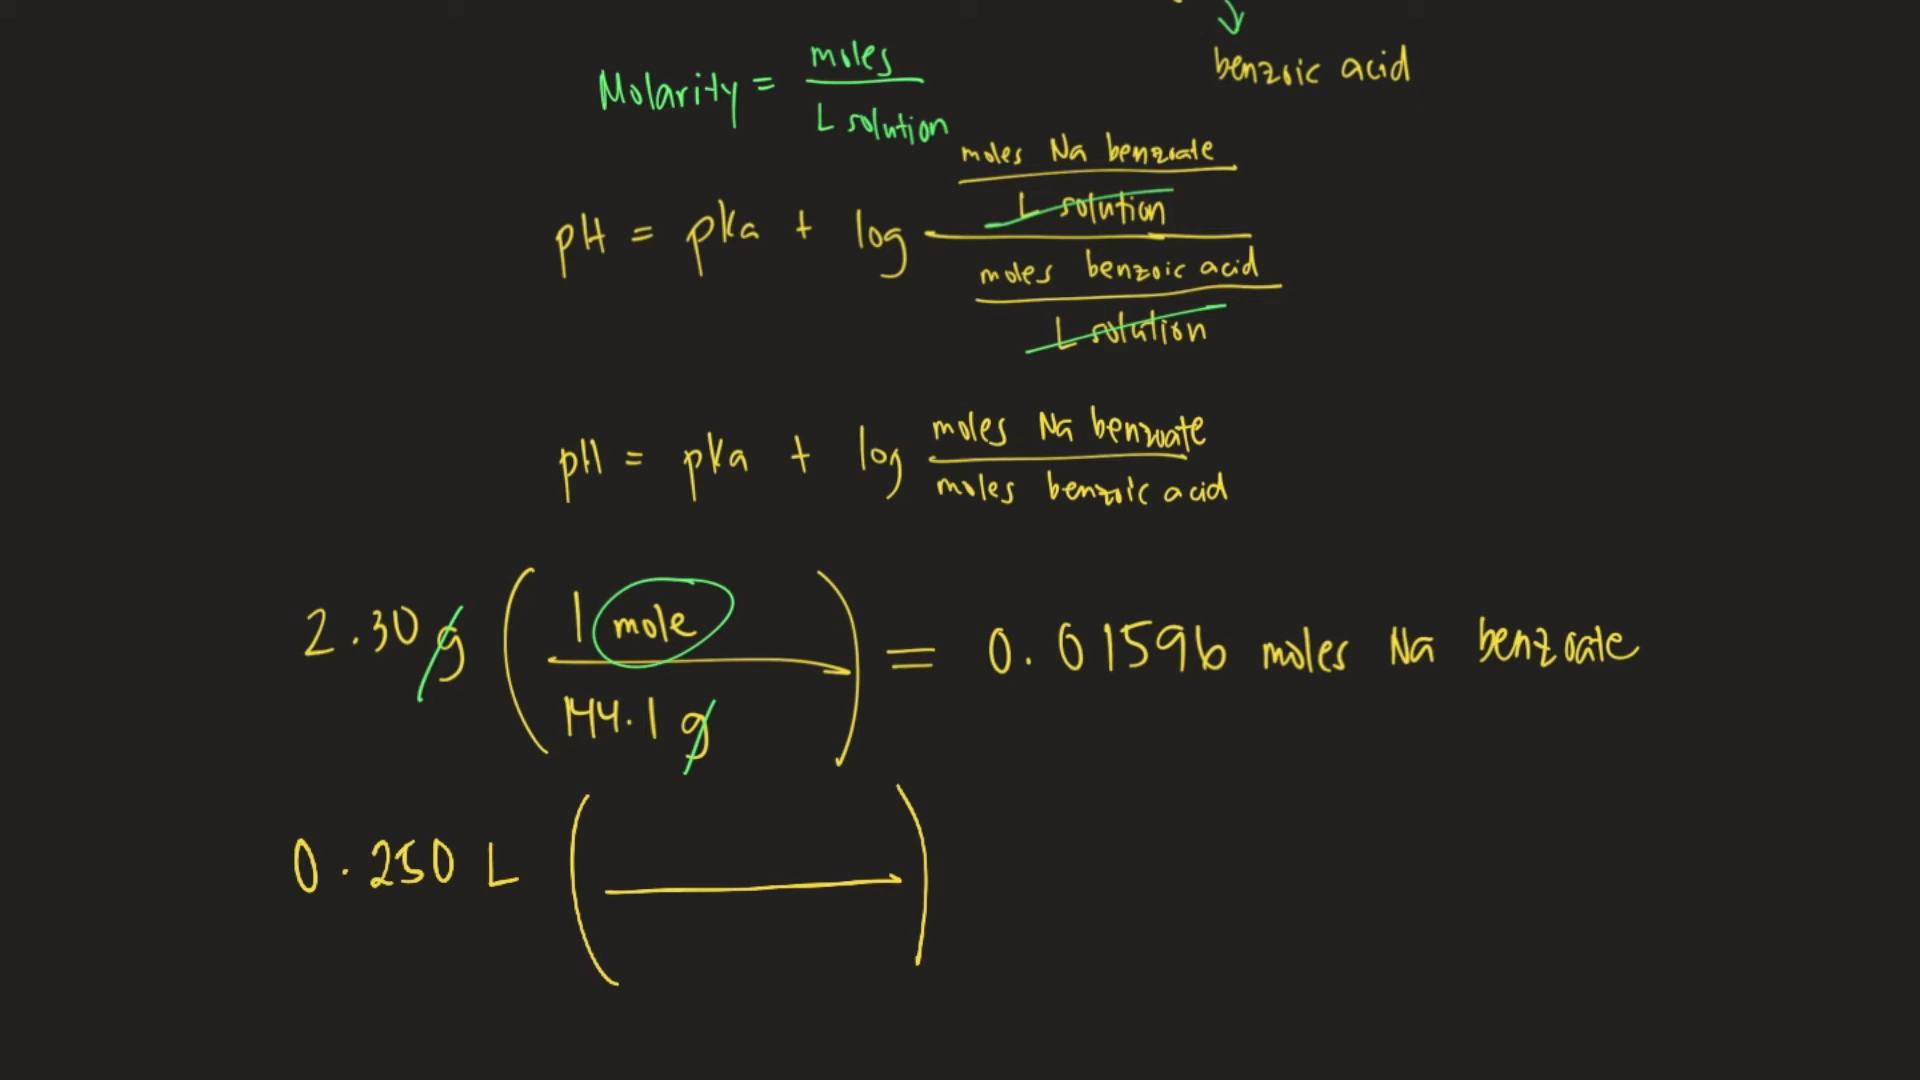 Molarity = moles / L solution
benzoic acid
pH = pKa + log (moles Na benzoate / L solution) / (moles benzoic acid / L solution)
pH = pKa + log moles Na benzoate / moles benzoic acid
2.30 g ( 1 mole / 144.1 g ) = 0.01596 moles Na benzoate
0.250 L ( )